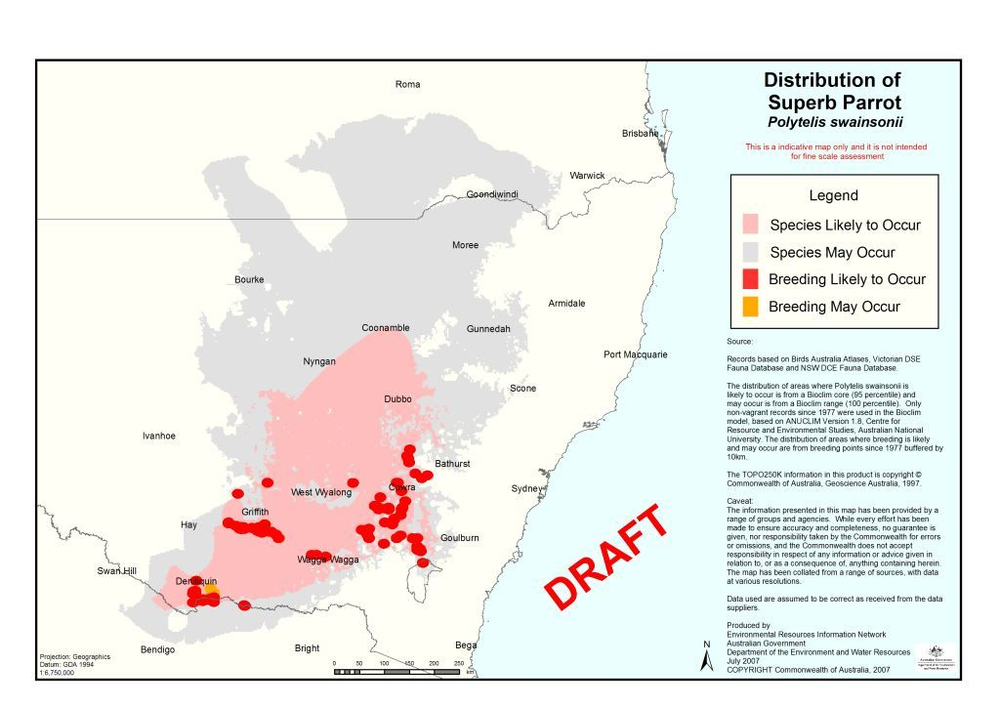 Distribution of
Superb Parrot
Polytelis swainsonii
This is a indicative map only and it is not intended
for fine scale assessment
Legend
Species Likely to Occur
Species May Occur
Breeding Likely to Occur
Breeding May Occur
Source:
Records based on Birds Australia Atlases, Victorian DSE
Fauna Database and NSW DCE Fauna Database.
The distribution of areas where Polytelis swainsonii is
likely to occur is from a Bioclim core (95 percentile) and
may occur is from a Bioclim range (100 percentile). Only
non-vagrant records since 1977 were used in the Bioclim
model, based on ANUCLIM Version 1.8, Centre for
Resource and Environmental Studies, Australian National
University. The distribution of areas where breeding is likely
and may occur are from breeding points since 1977 buffered by
10km.
The TOPO250K information in this product is copyright ©
Commonwealth of Australia, Geoscience Australia, 1997.
Caveat:
The information presented in this map has been provided by a
range of groups and agencies. While every effort has been
made to ensure accuracy and completeness, no guarantee is
given, nor responsibility taken by the Commonwealth for errors
or omissions, and the Commonwealth does not accept
responsibility in respect of any information or advice given in
relation to, or as a consequence of, anything containing herein.
The map has been collated from a range of sources, with data
at various resolutions.
Data used are assumed to be correct as received from the data
suppliers.
Produced by
Environmental Resources Information Network
Australian Government
Department of the Environment and Water Resources
July 2007
COPYRIGHT Commonwealth of Australia, 2007
Roma
Brisbane
Warwick
Goondiwindi
Moree
Bourke
Armidale
Coonamble
Gunnedah
Nyngan
Port Macquarie
Scone
Dubbo
Ivanhoe
Bathurst
Cowra
Sydney
West Wyalong
Griffith
Hay
Goulburn
Wagga Wagga
Swan Hill
Deniliquin
Bendigo
Bright
Bega
DRAFT
N
0 50 100 150 200 250
km
Projection: Geographics
Datum: GDA 1994
1:6,750,000